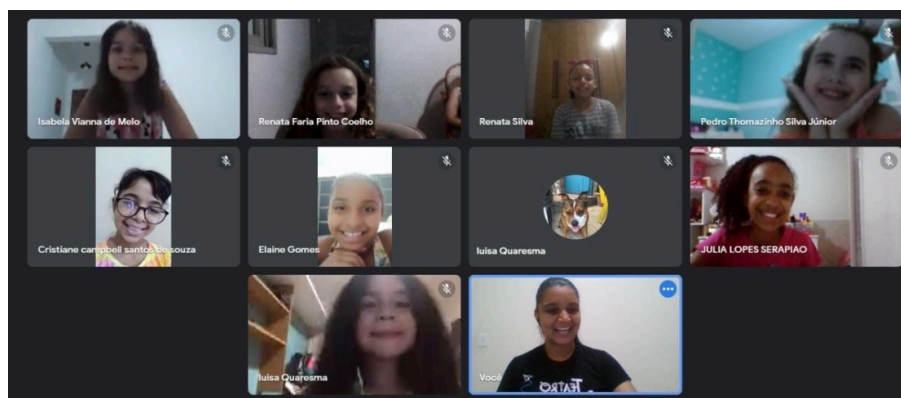 Isabela Vianna de Melo
Renata Faria Pinto Coelho
Renata Silva
Pedro Thomazinho Silva Júnior
Cristiane campbell santos de souza
Elaine Gomes
luisa Quaresma
JULIA LOPES SERAPIAO
luisa Quaresma
Você
TEATRO